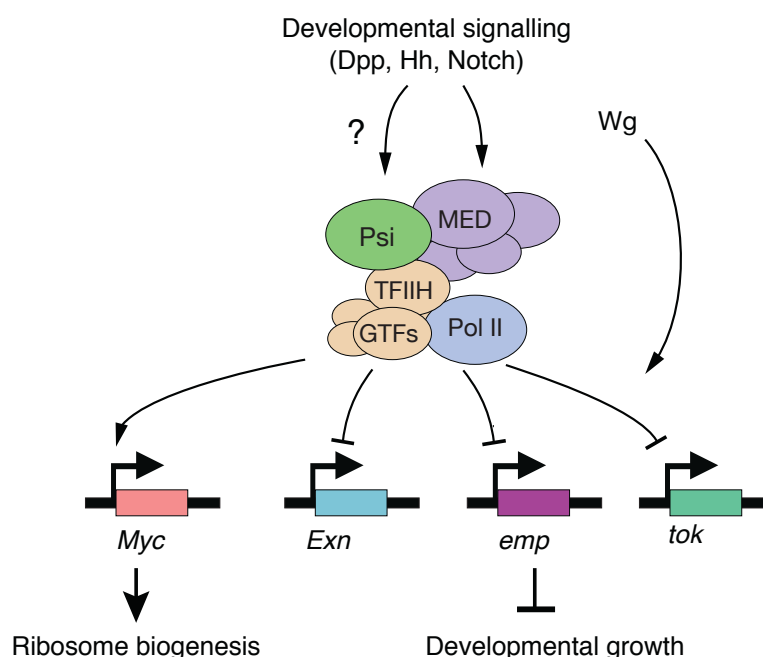 Developmental signalling
(Dpp, Hh, Notch)
?
Wg
MED
Psi
TFIIH
GTFs
Pol II
Myc
Exn
emp
tok
Ribosome biogenesis
Developmental growth